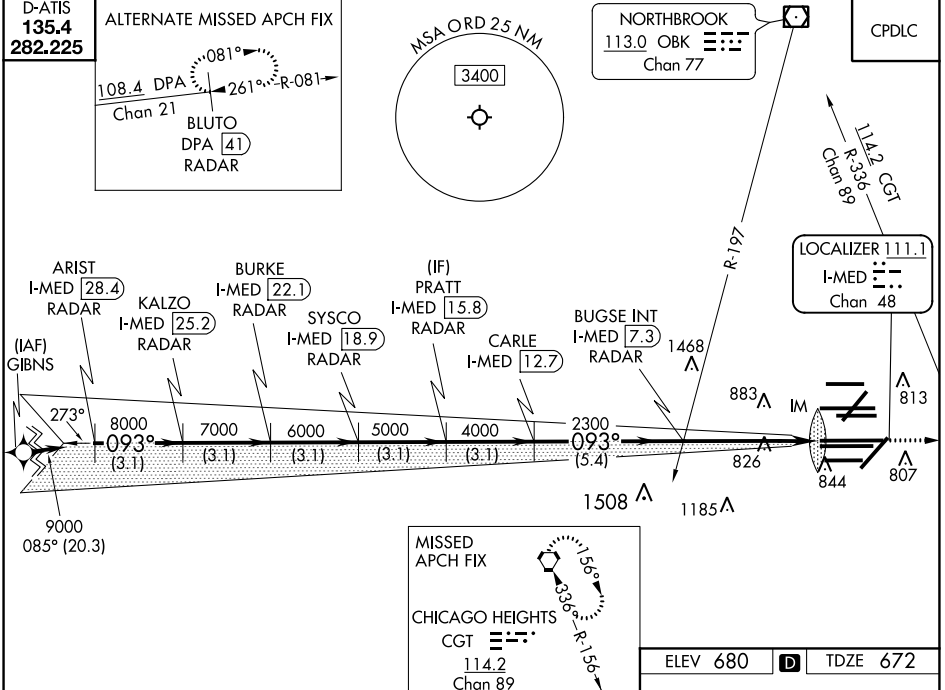 D-ATIS
135.4
282.225
ALTERNATE MISSED APCH FIX
081°
108.4 DPA
261°
R-081
Chan 21
BLUTO
DPA 41
RADAR
MSA ORD 25 NM
3400
NORTHBROOK
113.0 OBK
Chan 77
CPDLC
114.2 CGT
R-336
Chan 89
R-197
LOCALIZER 111.1
I-MED
Chan 48
ARIST
I-MED 28.4
RADAR
KALZO
I-MED 25.2
RADAR
BURKE
I-MED 22.1
RADAR
SYSCO
I-MED 18.9
RADAR
(IF)
PRATT
I-MED 15.8
RADAR
CARLE
I-MED 12.7
BUGSE INT
I-MED 7.3
RADAR
1468
(IAF)
GIBNS
883
IM
813
273°
8000
093°
(3.1)
7000
(3.1)
6000
(3.1)
5000
(3.1)
4000
(3.1)
2300
093°
(5.4)
826
844
807
1508
1185
9000
085° (20.3)
MISSED
APCH FIX
156°
336°
R-156
CHICAGO HEIGHTS
CGT
114.2
Chan 89
ELEV 680
D
TDZE 672